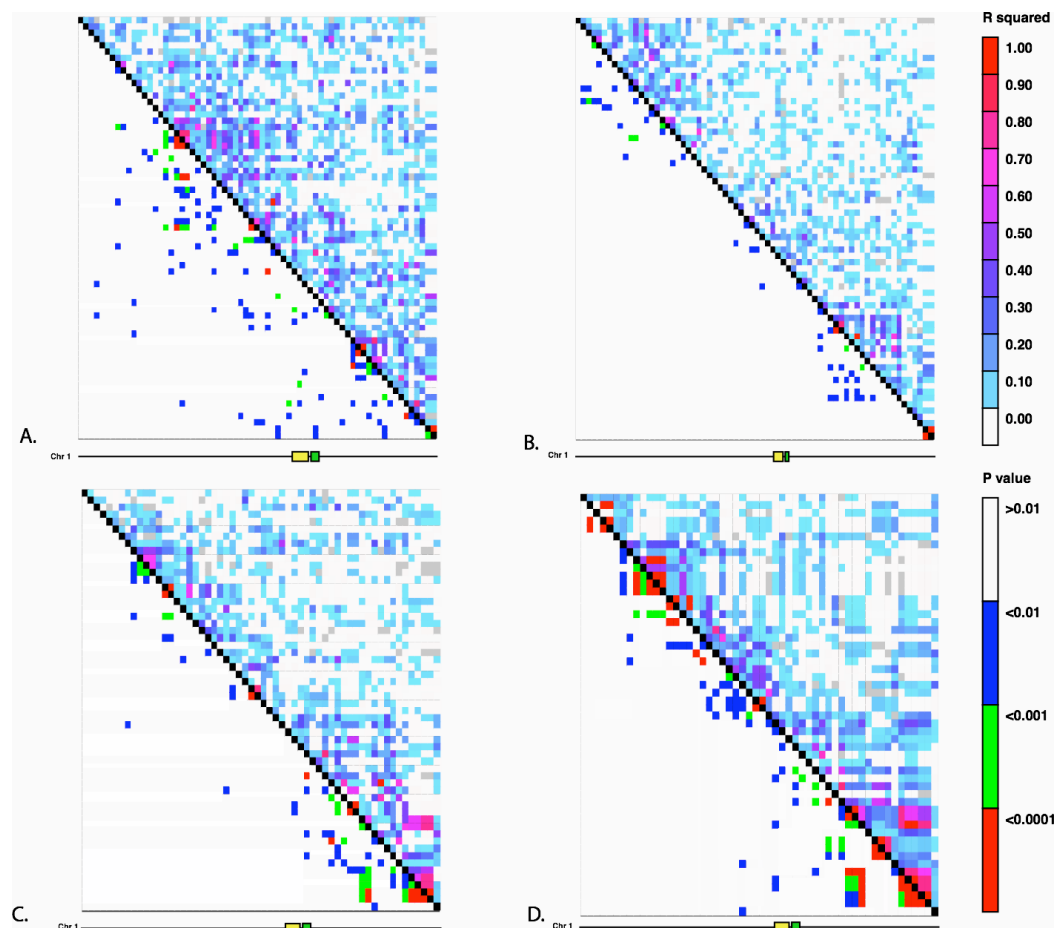 R squared
1.00
0.90
0.80
0.70
0.60
0.50
0.40
0.30
0.20
0.10
0.00
A.
B.
Chr 1
Chr 1
P value
>0.01
<0.01
<0.001
<0.0001
C.
D.
Chr 1
Chr 1